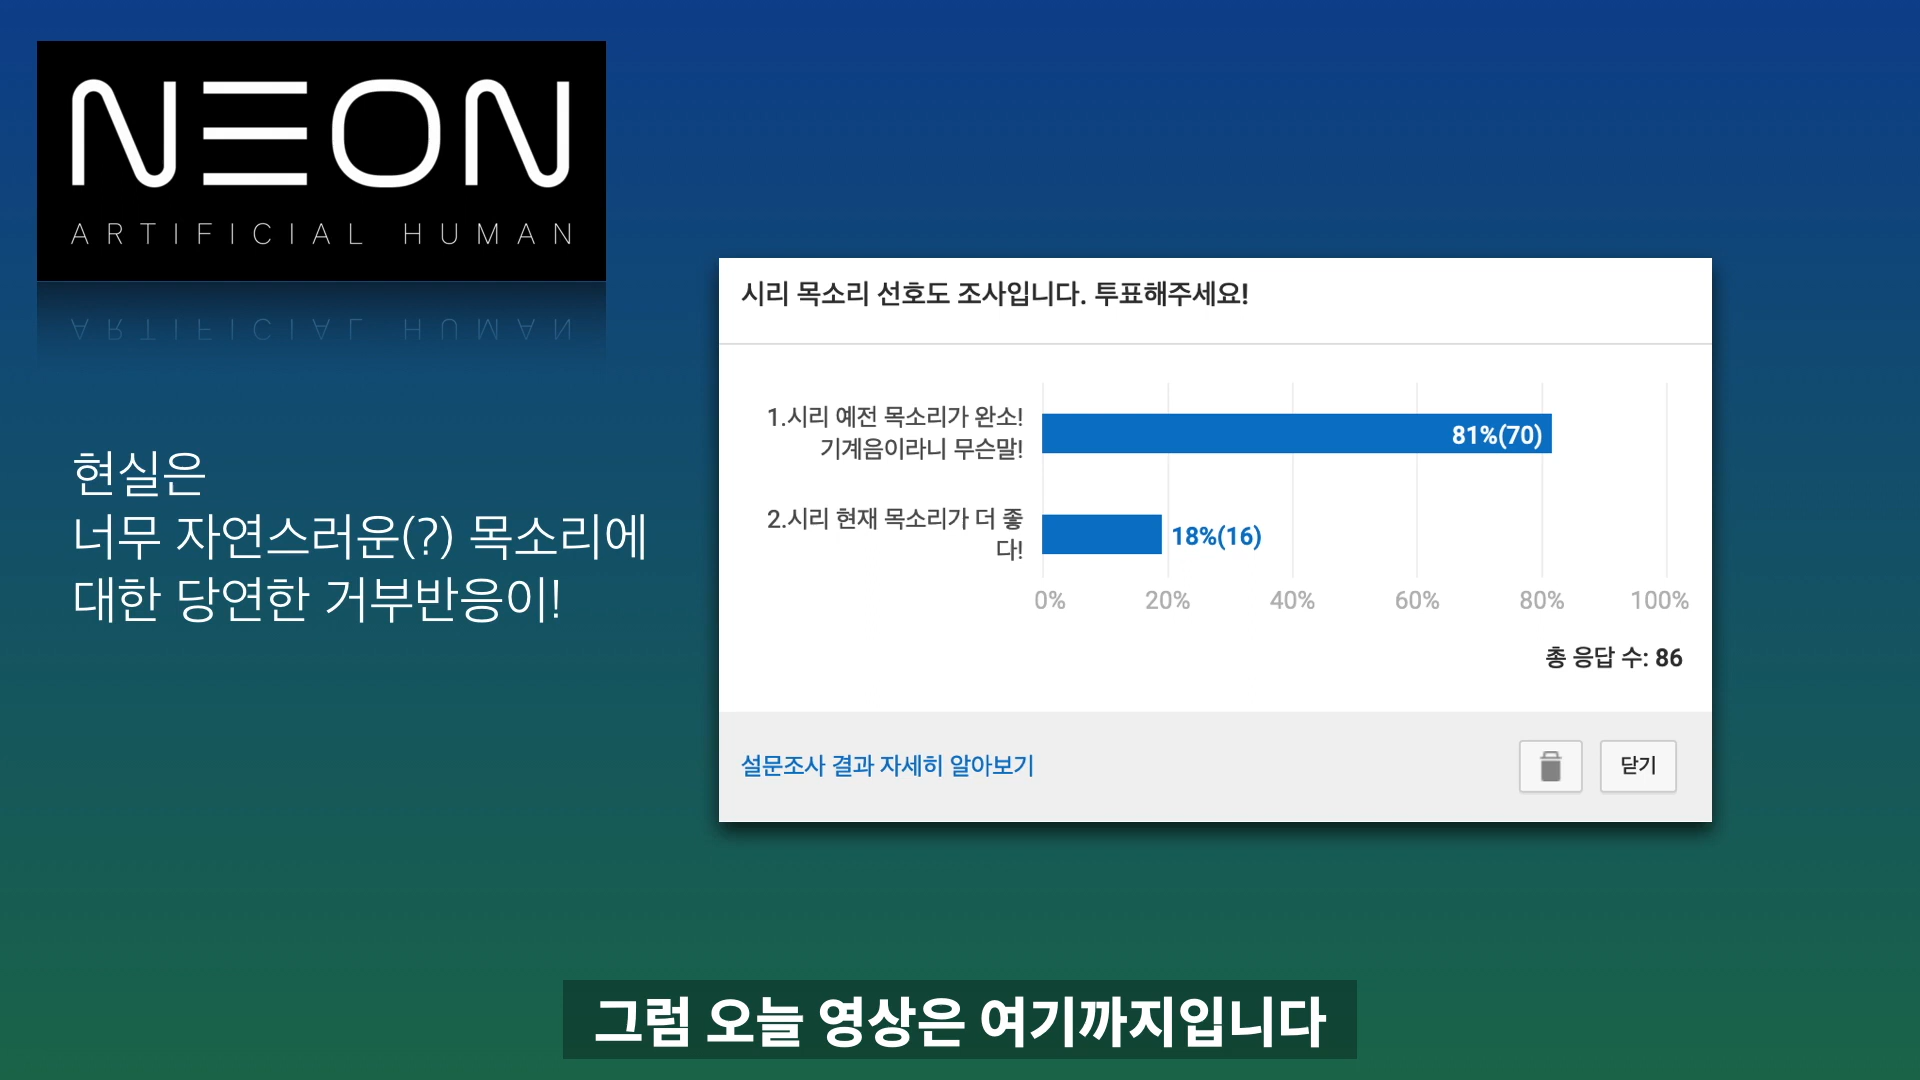 NEON
ARTIFICIAL HUMAN
현실은
너무 자연스러운(?) 목소리에
대한 당연한 거부반응이!
시리 목소리 선호도 조사입니다. 투표해주세요!
1.시리 예전 목소리가 완소!
기계음이라니 무슨말!
81%(70)
2.시리 현재 목소리가 더 좋
다!
18%(16)
0% 20% 40% 60% 80% 100%
총 응답 수: 86
설문조사 결과 자세히 알아보기
닫기
그럼 오늘 영상은 여기까지입니다